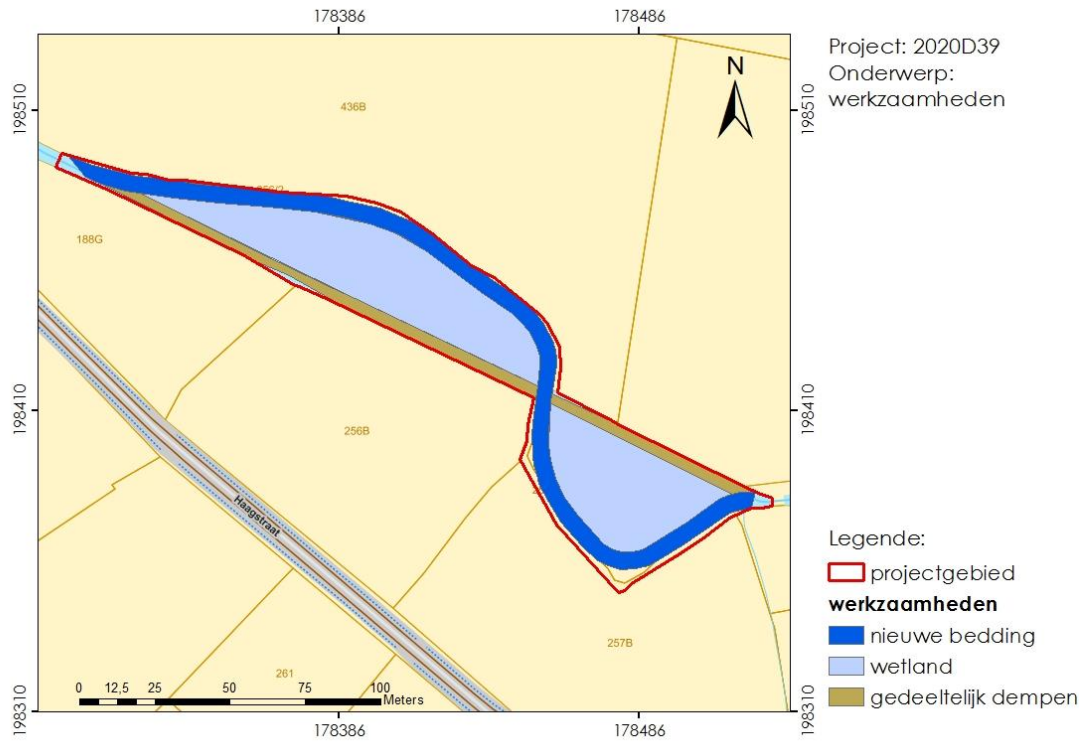 178386
178486
Project: 2020D39
Onderwerp:
werkzaamheden
N
198510
198510
436B
188G
198410
198410
256B
Haagstraat
Legende:
projectgebied
werkzaamheden
nieuwe bedding
wetland
gedeeltelijk dempen
257B
261
0 12,5 25 50 75 100
Meters
198310
198310
178386
178486